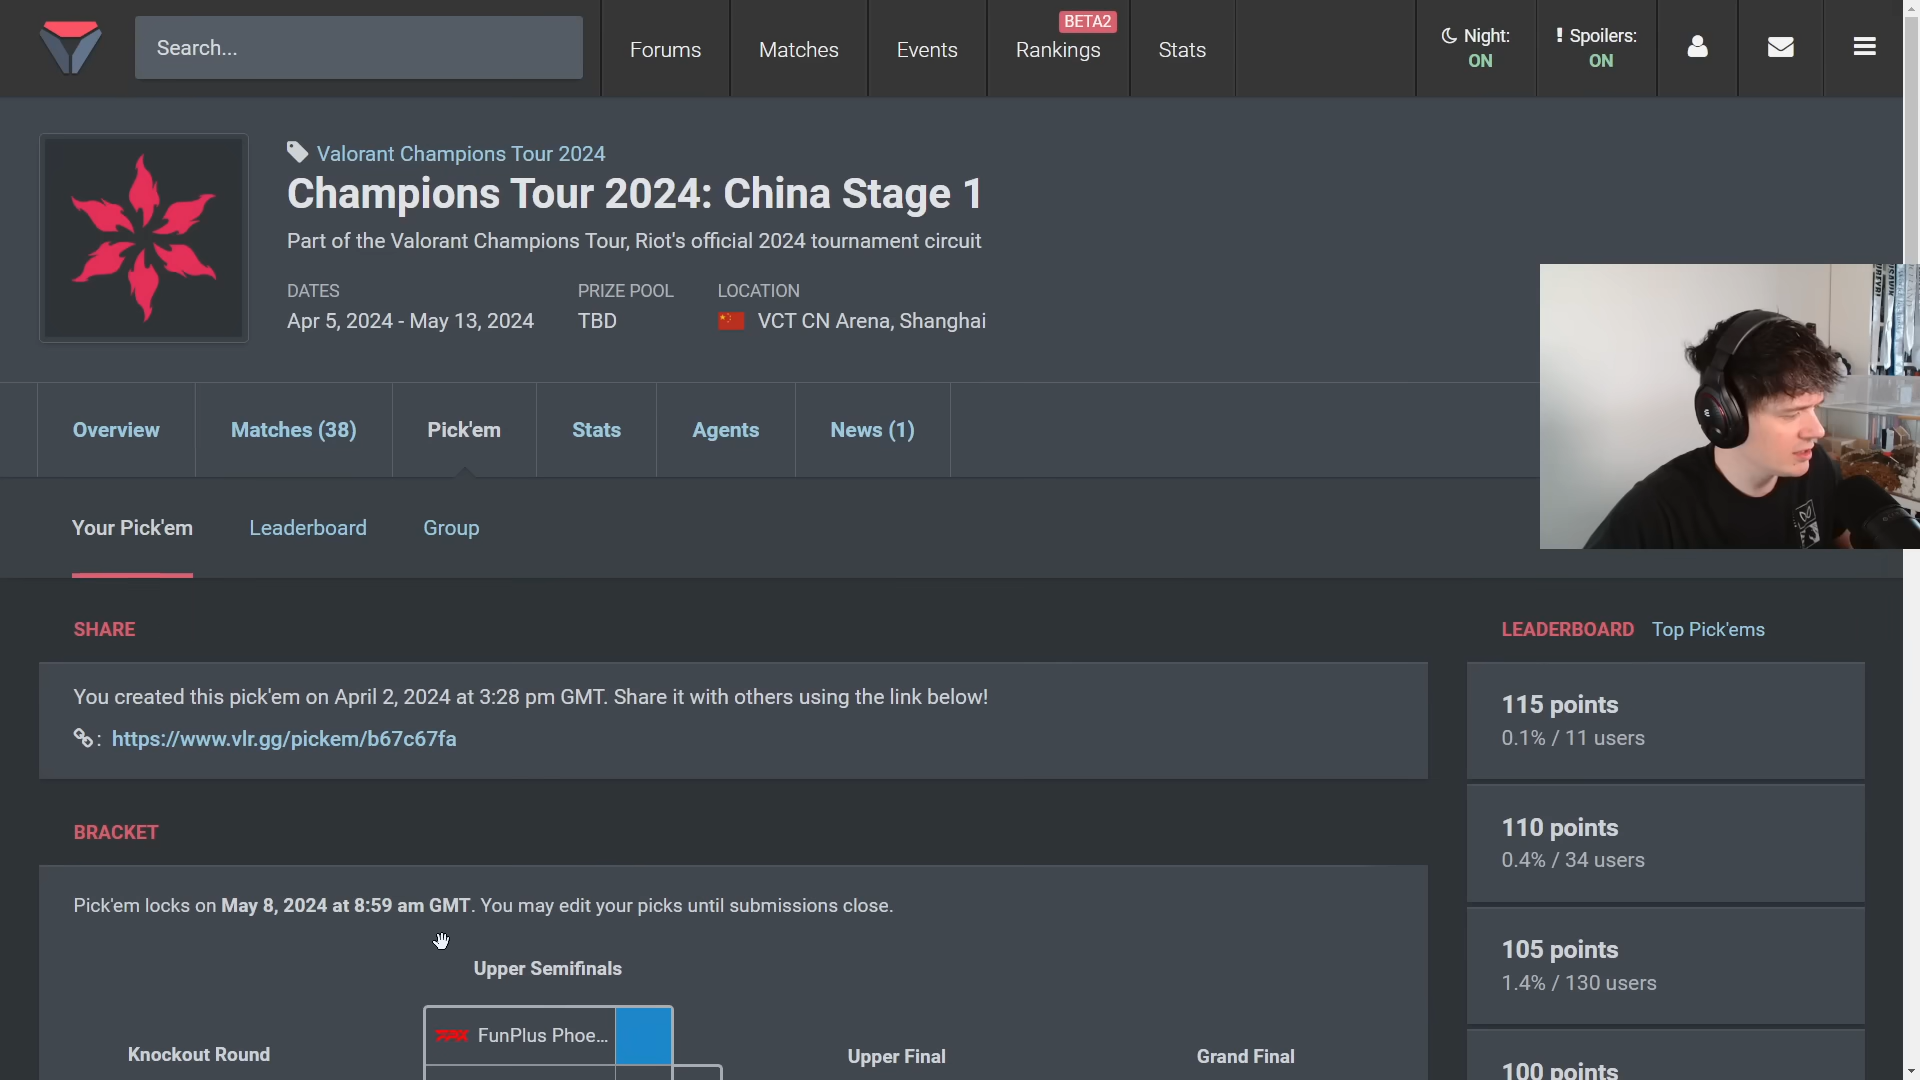 Search...
Forums
Matches
Events
BETA2
Rankings
Stats
Night:
ON
Spoilers:
ON
Valorant Champions Tour 2024
Champions Tour 2024: China Stage 1
Part of the Valorant Champions Tour, Riot's official 2024 tournament circuit
DATES
PRIZE POOL
LOCATION
Apr 5, 2024 - May 13, 2024
TBD
VCT CN Arena, Shanghai
Overview
Matches (38)
Pick'em
Stats
Agents
News (1)
Your Pick'em
Leaderboard
Group
SHARE
You created this pick'em on April 2, 2024 at 3:28 pm GMT. Share it with others using the link below!
: https://www.vlr.gg/pickem/b67c67fa
BRACKET
Pick'em locks on May 8, 2024 at 8:59 am GMT. You may edit your picks until submissions close.
Upper Semifinals
FPX FunPlus Phoe...
Knockout Round
Upper Final
Grand Final
LEADERBOARD Top Pick'ems
115 points
0.1% / 11 users
110 points
0.4% / 34 users
105 points
1.4% / 130 users
100 points